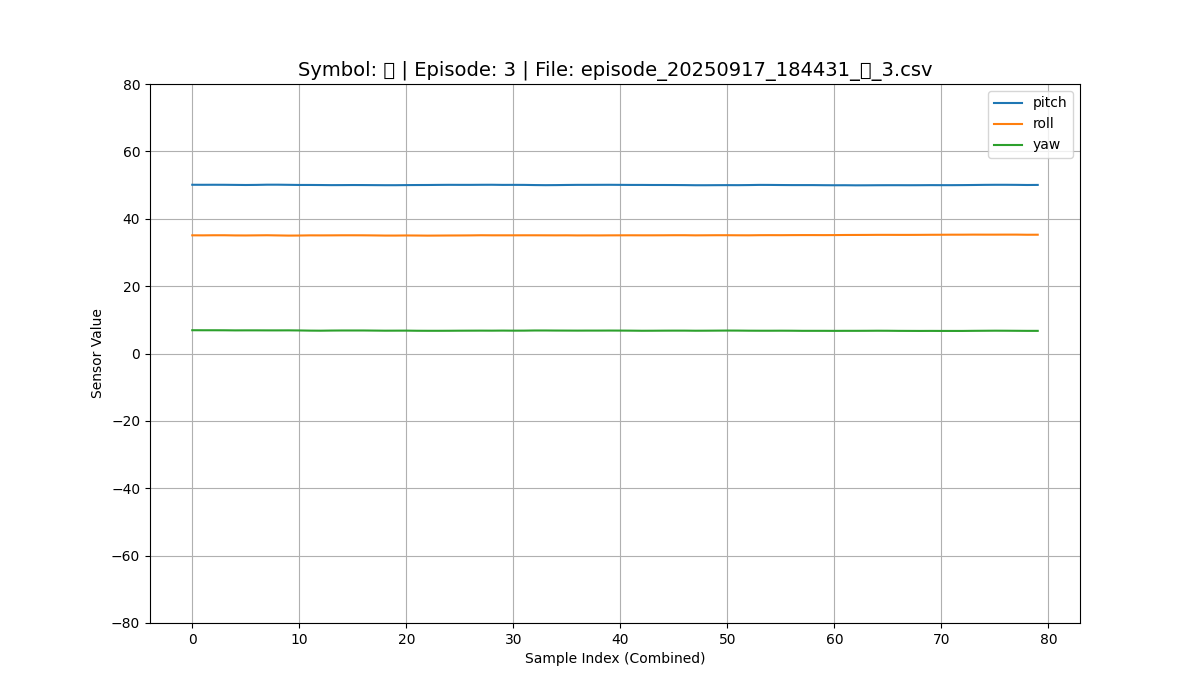 Symbol: | Episode: 3 | File: episode_20250917_184431_ _3.csv
80
pitch
roll
yaw
60
40
20
0
−20
−40
−60
−80
Sensor Value
0 10 20 30 40 50 60 70 80
Sample Index (Combined)